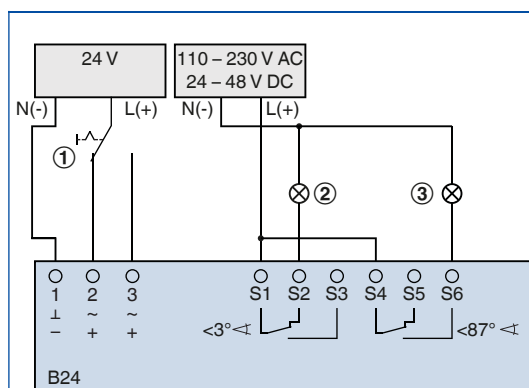 24 V
110 – 230 V AC
24 – 48 V DC
N(-)
L(+)
N(-)
L(+)
1
2
3
1
2
3
S1
S2
S3
S4
S5
S6
⊥
~
~
<3° ∢
<87° ∢
−
+
+
B24